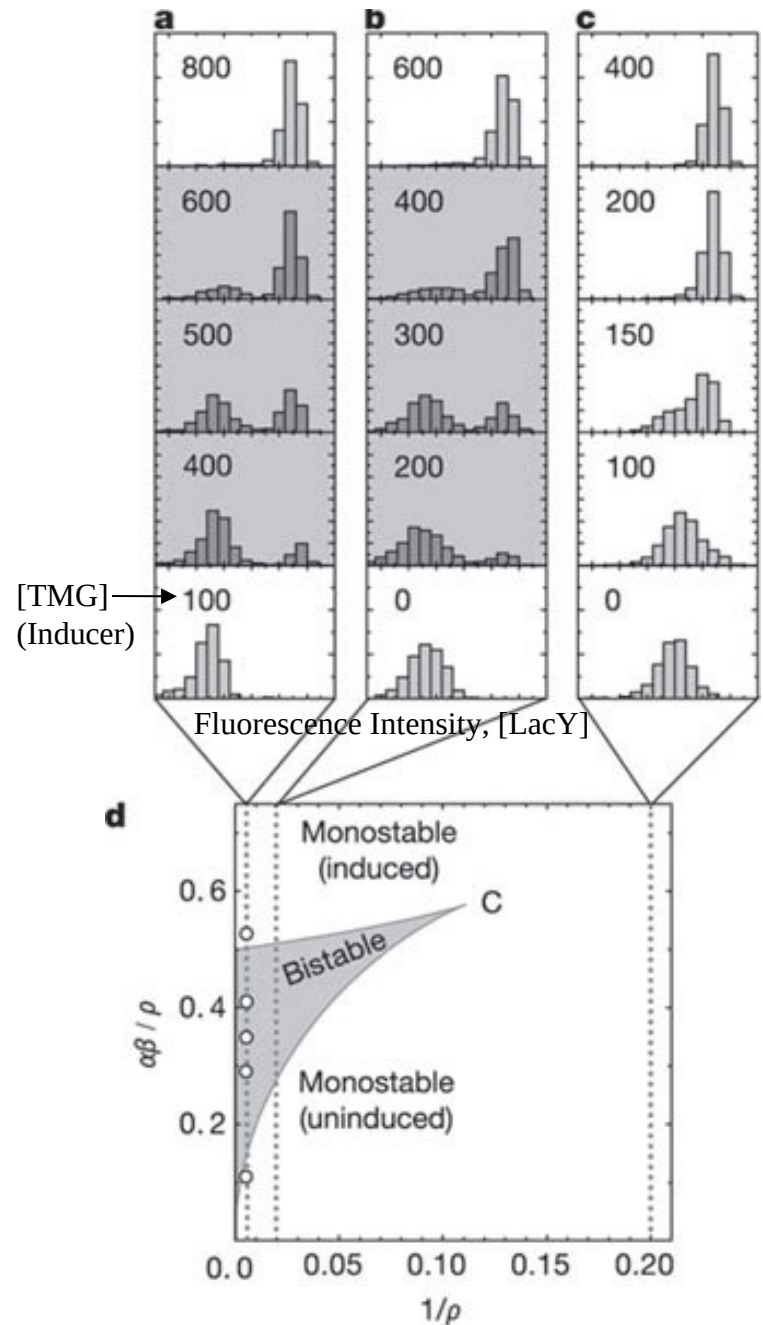 a
b
c
800
600
400
600
400
200
500
300
150
400
200
100
[TMG]
(Inducer)
100
0
0
Fluorescence Intensity, [LacY]
d
Monostable
(induced)
C
Bistable
Monostable
(uninduced)
0.6
0.4
0.2
0.0
0.05
0.10
0.15
0.20
αβ / ρ
1/ρ